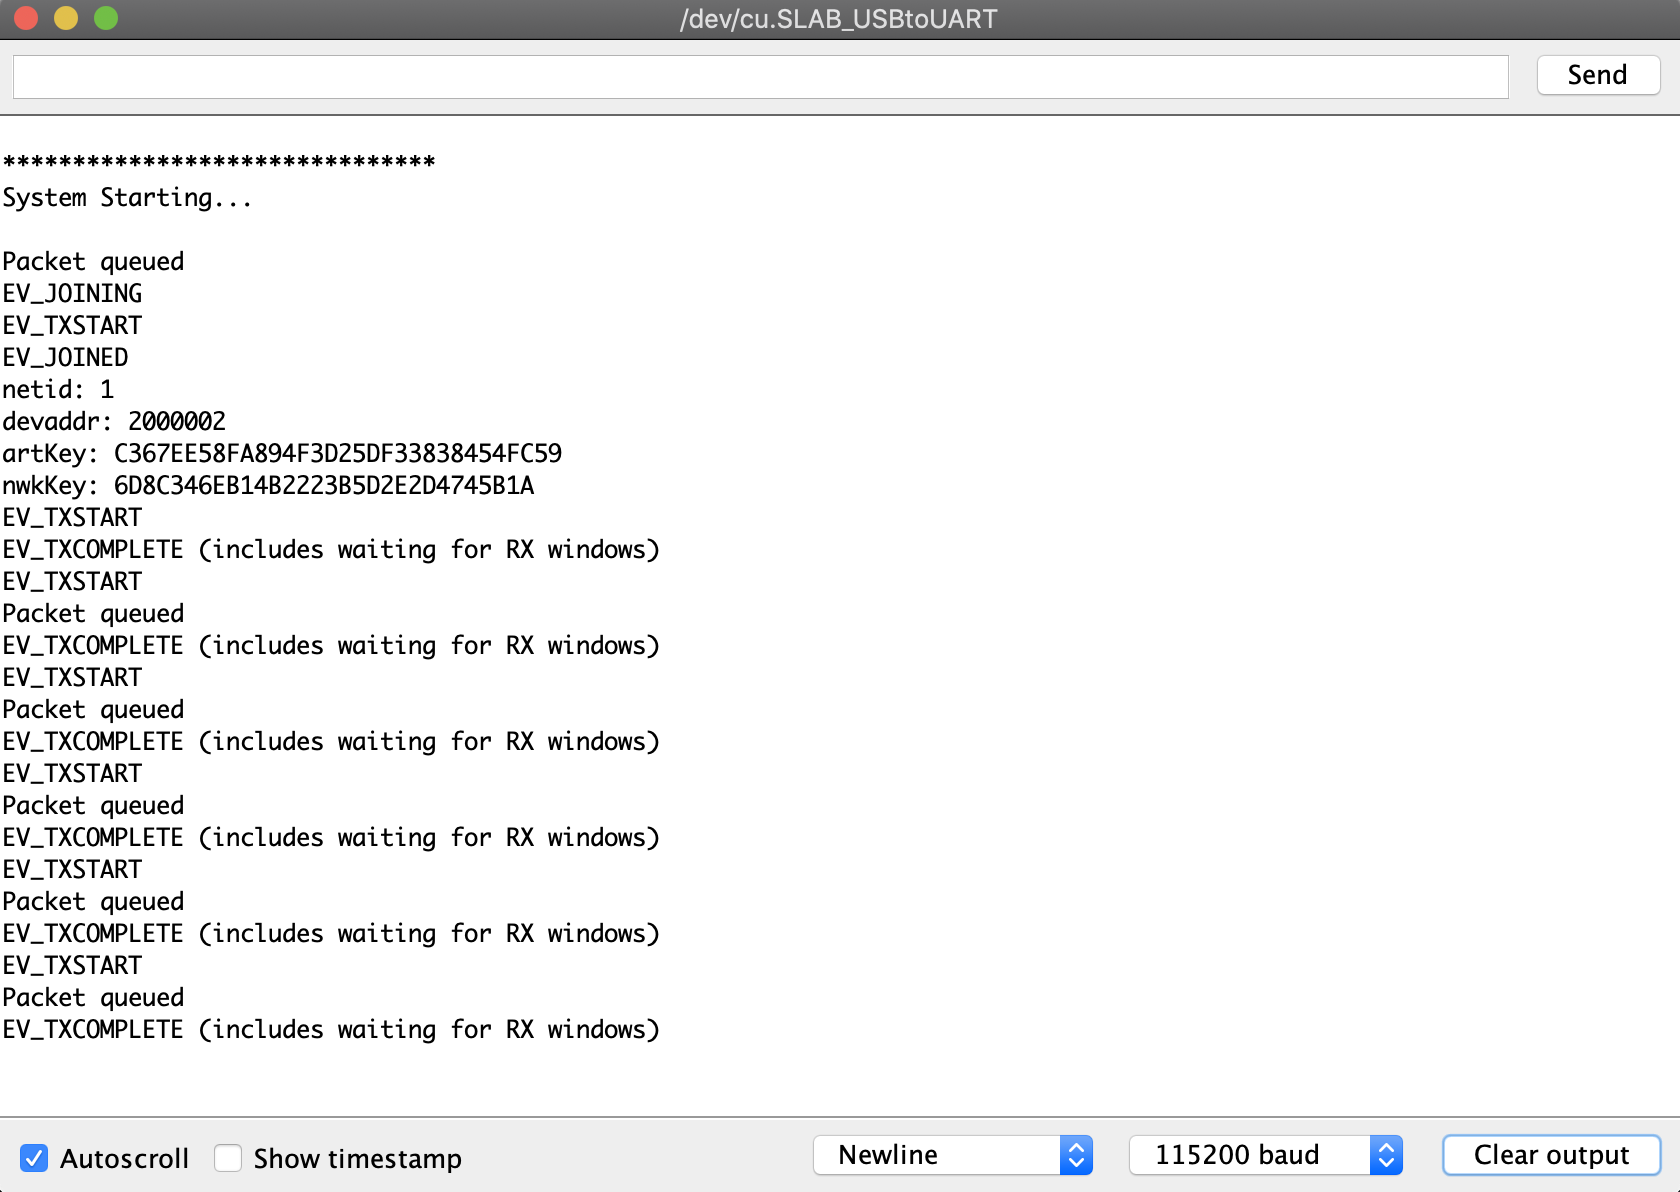 /dev/cu.SLAB_USBtoUART
Send
*******************************
System Starting...
Packet queued
EV_JOINING
EV_TXSTART
EV_JOINED
netid: 1
devaddr: 2000002
artKey: C367EE58FA894F3D25DF33838454FC59
nwkKey: 6D8C346EB14B2223B5D2E2D4745B1A
EV_TXSTART
EV_TXCOMPLETE (includes waiting for RX windows)
EV_TXSTART
Packet queued
EV_TXCOMPLETE (includes waiting for RX windows)
EV_TXSTART
Packet queued
EV_TXCOMPLETE (includes waiting for RX windows)
EV_TXSTART
Packet queued
EV_TXCOMPLETE (includes waiting for RX windows)
EV_TXSTART
Packet queued
EV_TXCOMPLETE (includes waiting for RX windows)
EV_TXSTART
Packet queued
EV_TXCOMPLETE (includes waiting for RX windows)
Autoscroll Show timestamp Newline 115200 baud Clear output